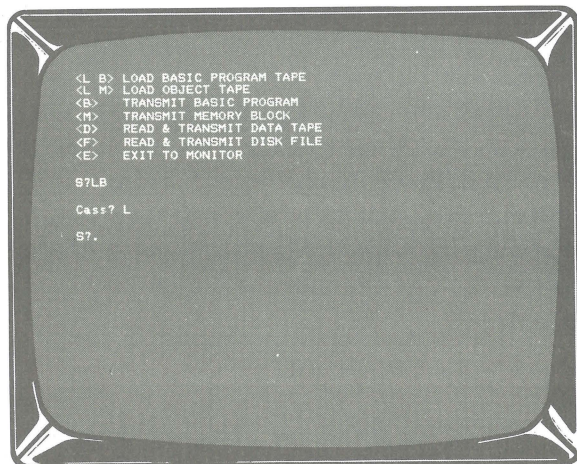 <L B> LOAD BASIC PROGRAM TAPE
<L M> LOAD OBJECT TAPE
<B> TRANSMIT BASIC PROGRAM
<M> TRANSMIT MEMORY BLOCK
<D> READ & TRANSMIT DATA TAPE
<F> READ & TRANSMIT DISK FILE
<E> EXIT TO MONITOR
S?LB
Cass? L
S?.